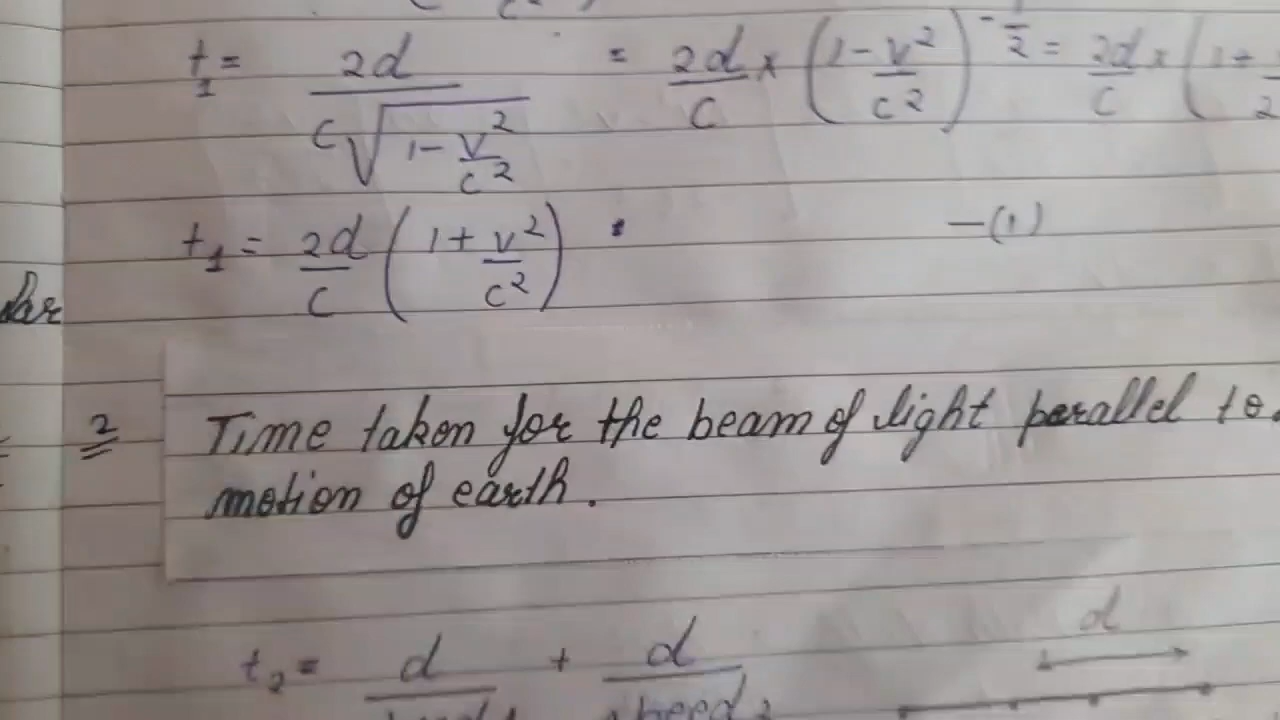 t₁ = 2d / c√(1 - v²/c²) = 2d/c × (1 - v²/c²)^(-1/2) = 2d/c × (1 +
t₁ = 2d/c (1 + v²/c²) . —(1)
2 Time taken for the beam of light parallel to
motion of earth.
d
t₂ = d / + d /